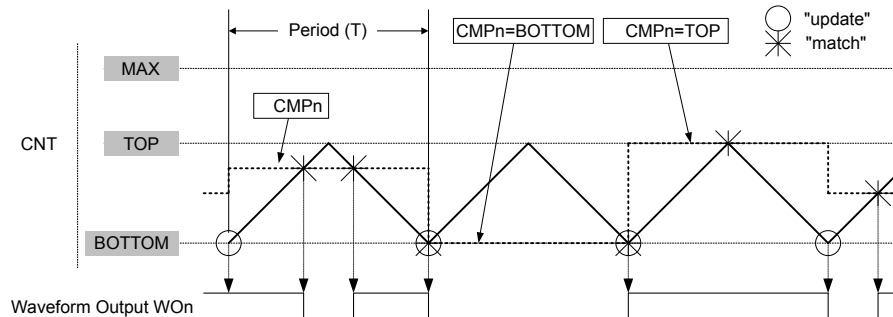 Period (T)
CMPn=BOTTOM
CMPn=TOP
"update"
"match"
MAX
CMPn
CNT
TOP
BOTTOM
Waveform Output WOn